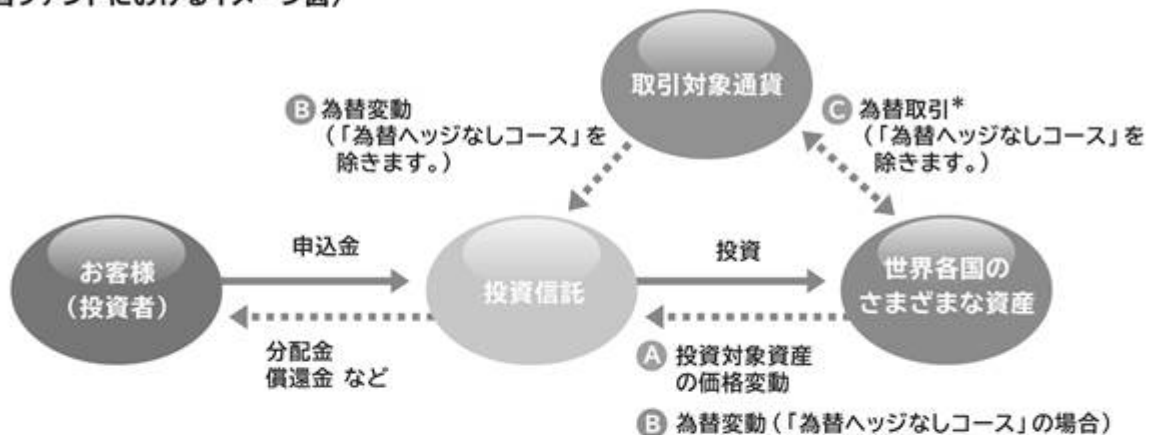 取引対象通貨
B 為替変動
(「為替ヘッジなしコース」を
除きます。)
C 為替取引*
(「為替ヘッジなしコース」を
除きます。)
お客様
(投資者)
申込金
投資信託
投資
世界各国の
さまざまな資産
分配金
償還金 など
A 投資対象資産
の価格変動
B 為替変動(「為替ヘッジなしコース」の場合)